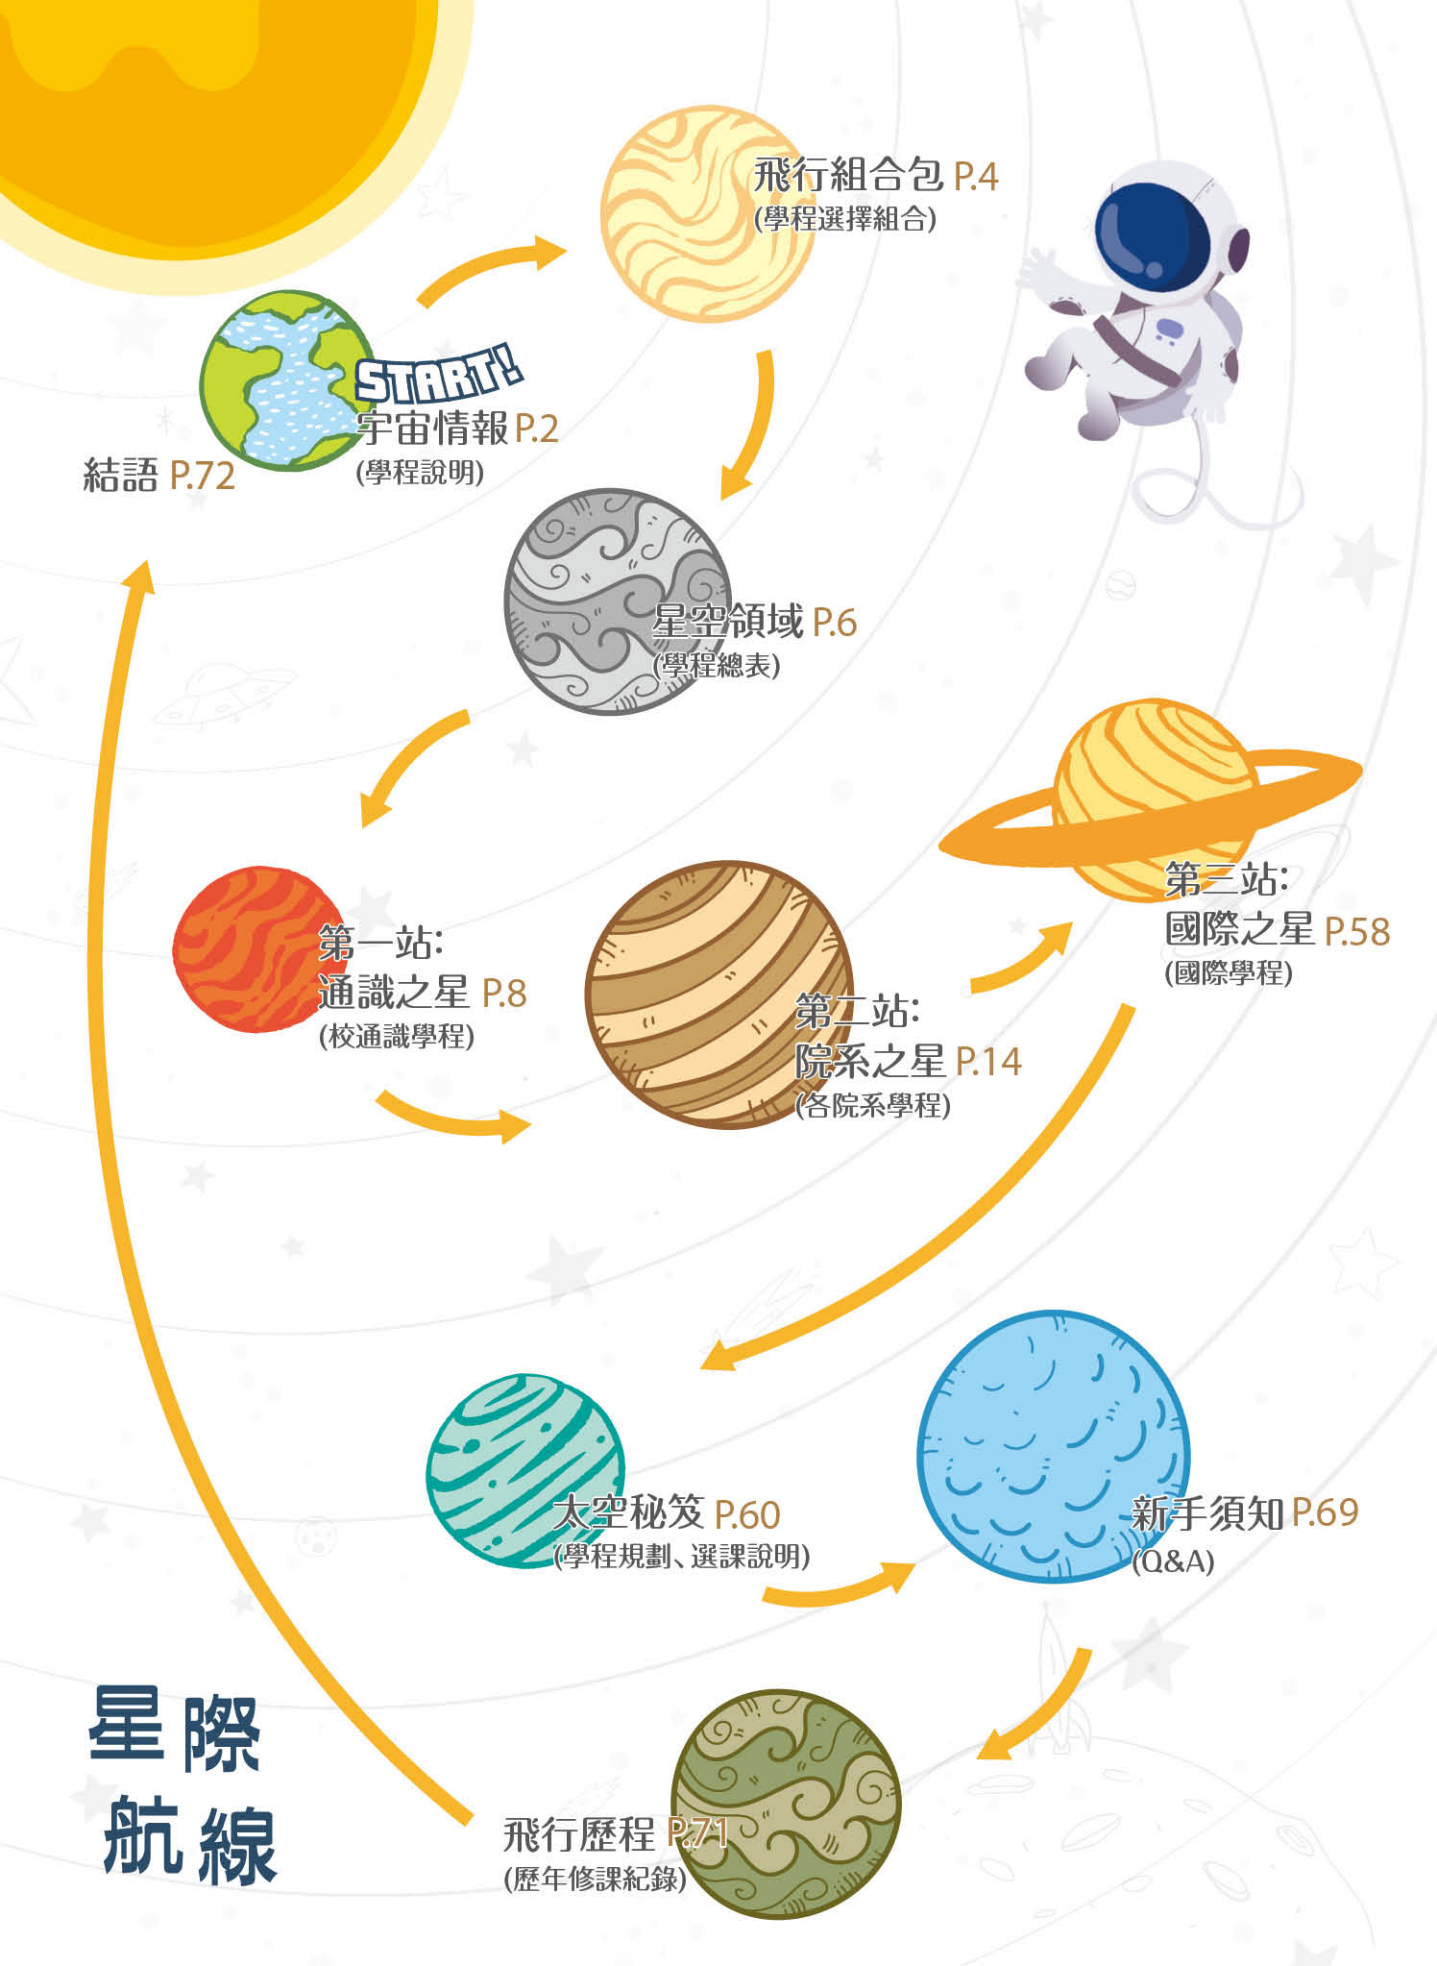 飛行組合包 P.4
(學程選擇組合)
START!
宇宙情報 P.2
(學程說明)
結語 P.72
星空領域 P.6
(學程總表)
第一站:
通識之星 P.8
(校通識學程)
第二站:
院系之星 P.14
(各院系學程)
第三站:
國際之星 P.58
(國際學程)
太空秘笈 P.60
(學程規劃、選課說明)
新手須知 P.69
(Q&A)
飛行歷程 P.71
(歷年修課紀錄)
星際
航線